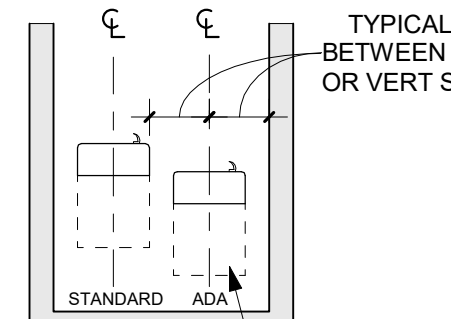 ℄ ℄
TYPICAL
BETWEEN
OR VERT S
STANDARD ADA